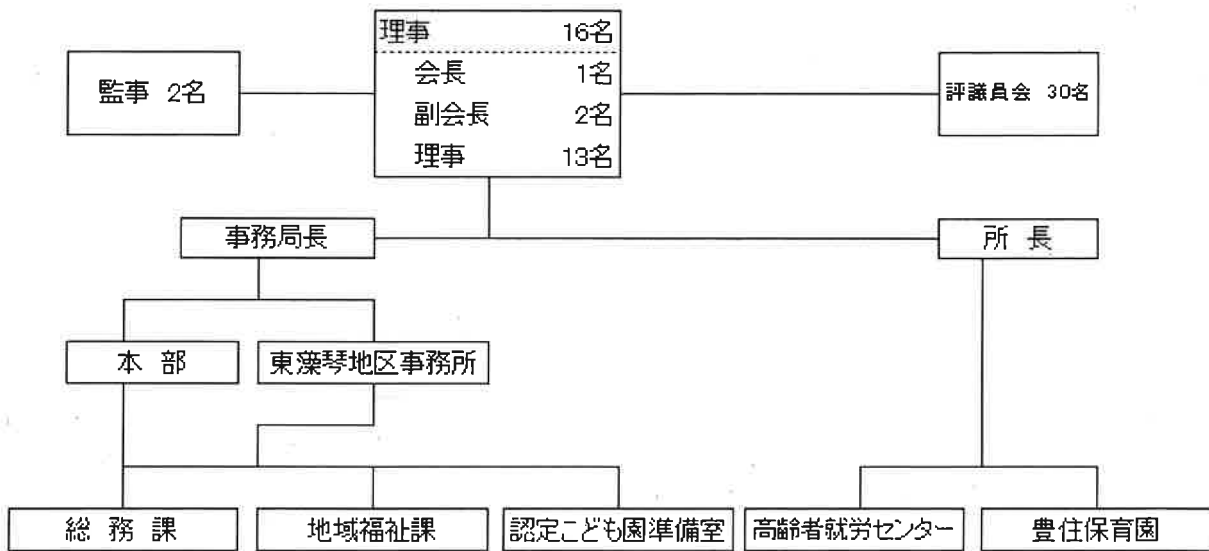 理事 16名
会長 1名
副会長 2名
理事 13名
監事 2名
評議員会 30名
事務局長
所 長
本 部
東藻琴地区事務所
総 務 課
地域福祉課
認定こども園準備室
高齢者就労センター
豊住保育園